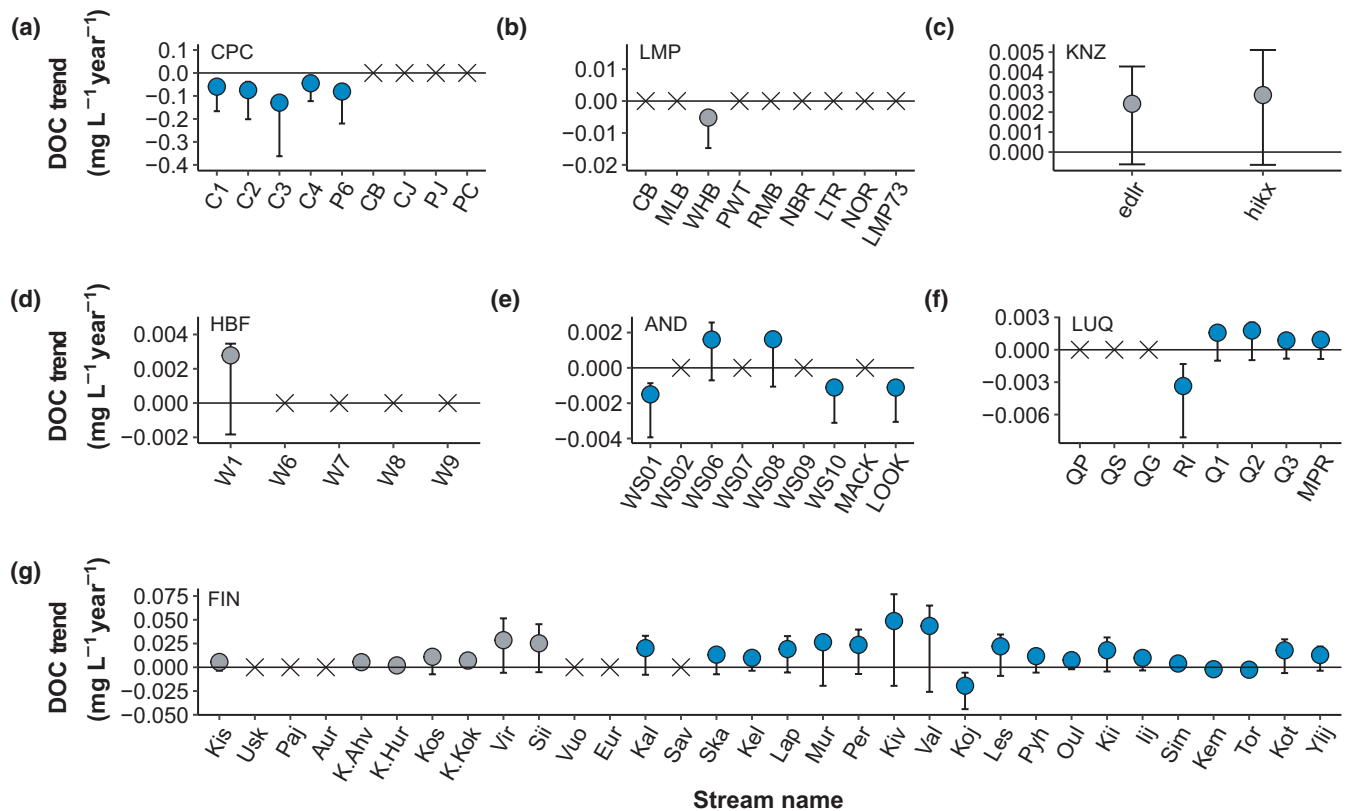 (a)
CPC
DOC trend
(mg L⁻¹ year⁻¹)
0.1
0.0
−0.1
−0.2
−0.3
−0.4
C1 C2 C3 C4 P6 CB CJ PJ PC
(b)
LMP
0.01
0.00
−0.01
−0.02
CB MLB WHB PWT RMB NBR LTR NOR LMP73
(c)
KNZ
0.005
0.004
0.003
0.002
0.001
0.000
edlr hikx
(d)
HBF
DOC trend
(mg L⁻¹ year⁻¹)
0.004
0.002
0.000
−0.002
W1 W6 W7 W8 W9
(e)
AND
0.002
0.000
−0.002
−0.004
WS01 WS02 WS06 WS07 WS08 WS09 WS10 MACK LOOK
(f)
LUQ
0.003
0.000
−0.003
−0.006
QP QS QG RI Q1 Q2 Q3 MPR
(g)
FIN
DOC trend
(mg L⁻¹ year⁻¹)
0.075
0.050
0.025
0.000
−0.025
−0.050
Kis Usk Paj Aur K.Ahv K.Hur Kos K.Kok Vir Sil Vuo Eur Kal Sav Ska Kel Lap Mur Per Kiv Val Koj Les Pyh Oul Kii Iij Sim Kem Tor Kot Ylij
Stream name